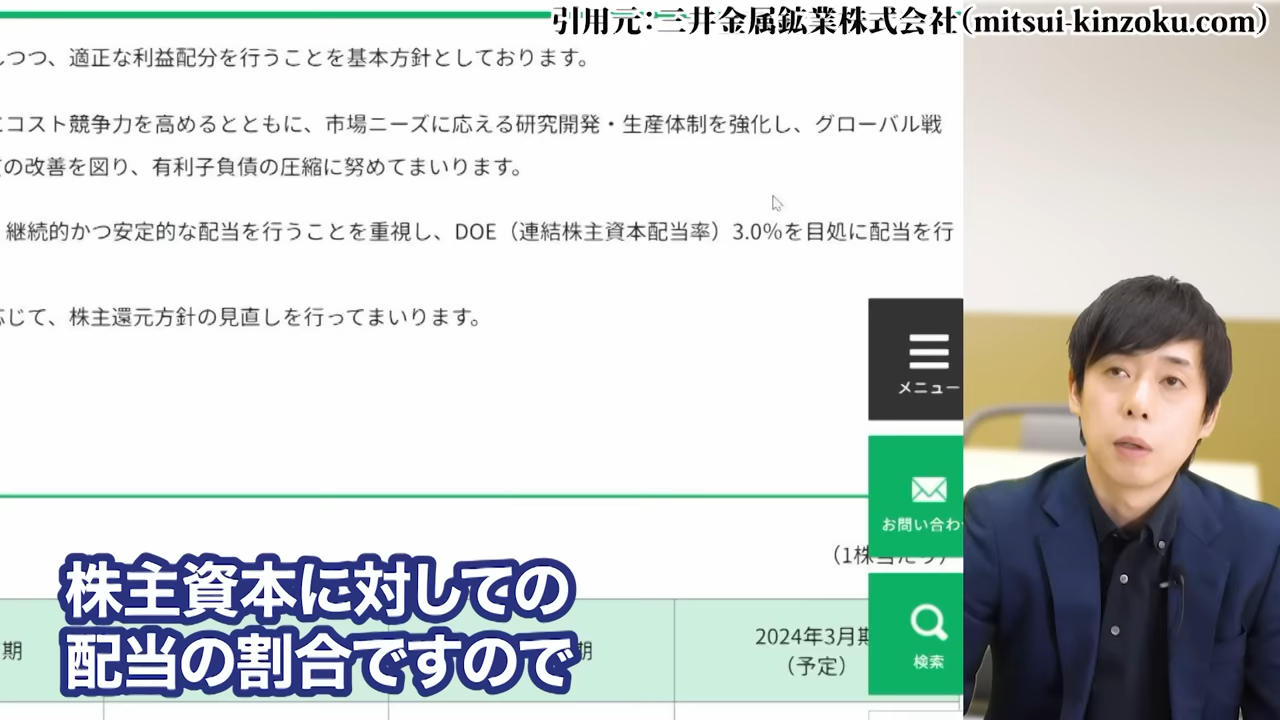 引用元：三井金属鉱業株式会社（mitsui-kinzoku.com）
しつつ、適正な利益配分を行うことを基本方針としております。
コスト競争力を高めるとともに、市場ニーズに応える研究開発・生産体制を強化し、グローバル戦
の改善を図り、有利子負債の圧縮に努めてまいります。
継続的かつ安定的な配当を行うことを重視し、DOE（連結株主資本配当率）3.0%を目処に配当を行
応じて、株主還元方針の見直しを行ってまいります。
メニュー
お問い合わ
（1株当たり）
株主資本に対しての
配当の割合ですので
期
期
2024年3月期
（予定）
検索